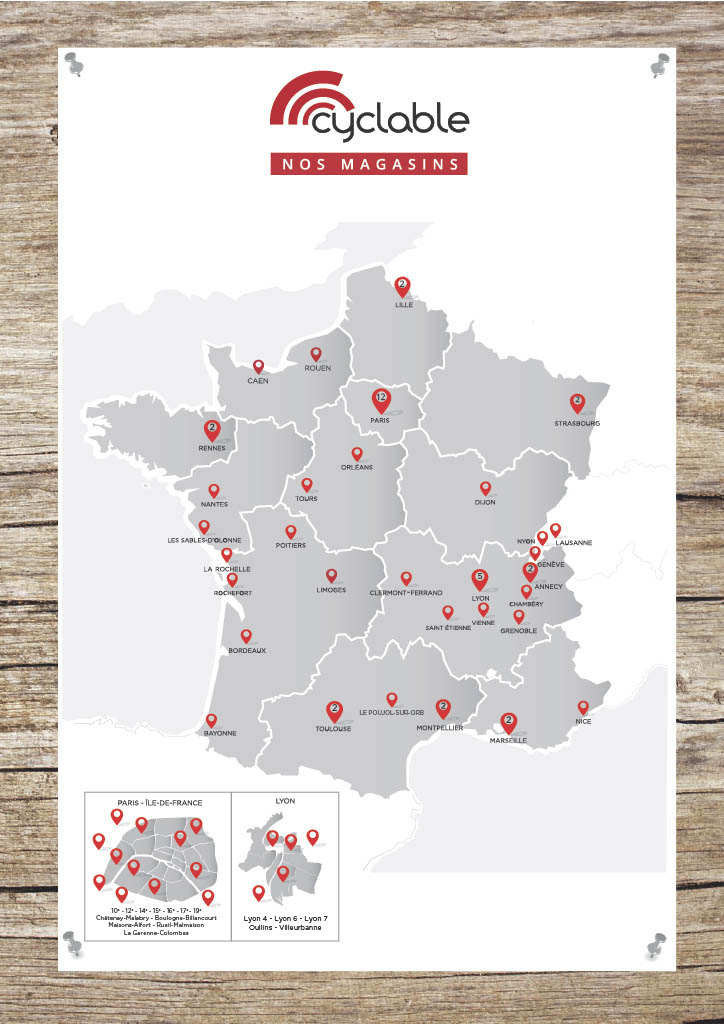 cyclable
NOS MAGASINS
2
LILLE
ROUEN
CAEN
12
PARIS
2
STRASBOURG
2
RENNES
ORLÉANS
TOURS
DIJON
NANTES
LES SABLES-D'OLONNE
POITIERS
NYON
LAUSANNE
GENÈVE
LA ROCHELLE
2
ANNECY
ROCHEFORT
LIMOGES
CLERMONT-FERRAND
5
LYON
CHAMBÉRY
SAINT ÉTIENNE
VIENNE
GRENOBLE
BORDEAUX
BAYONNE
2
TOULOUSE
LE POUJOL-SUR-ORB
2
MONTPELLIER
2
MARSEILLE
NICE
PARIS - ÎLE-DE-FRANCE
10e - 12e - 14e - 15e - 16e - 17e - 19e
Châtenay-Malabry - Boulogne-Billancourt
Maisons-Alfort - Rueil-Malmaison
La Garenne-Colombes
LYON
Lyon 4 - Lyon 6 - Lyon 7
Oullins - Villeurbanne